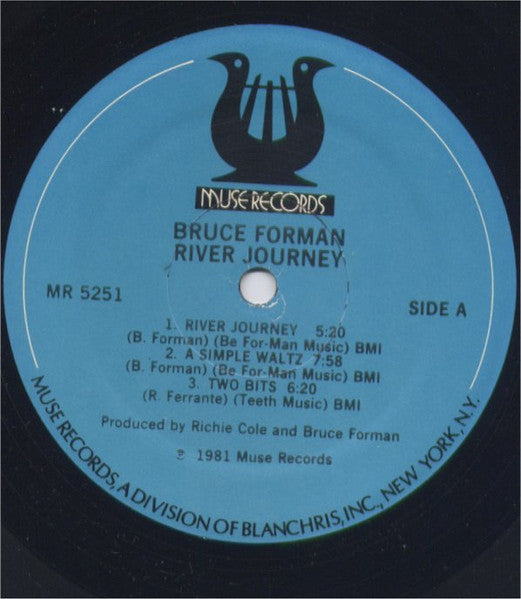 MUSE RECORDS
BRUCE FORMAN
RIVER JOURNEY
MR 5251
SIDE A
1. RIVER JOURNEY 5:20
(B. Forman) (Be For-Man Music) BMI
2. A SIMPLE WALTZ 7:58
(B. Forman) (Be For-Man Music) BMI
3. TWO BITS 6:20
(R. Ferrante) (Teeth Music) BMI
Produced by Richie Cole and Bruce Forman
℗ 1981 Muse Records
MUSE RECORDS, A DIVISION OF BLANCHRIS, INC., NEW YORK, N.Y.